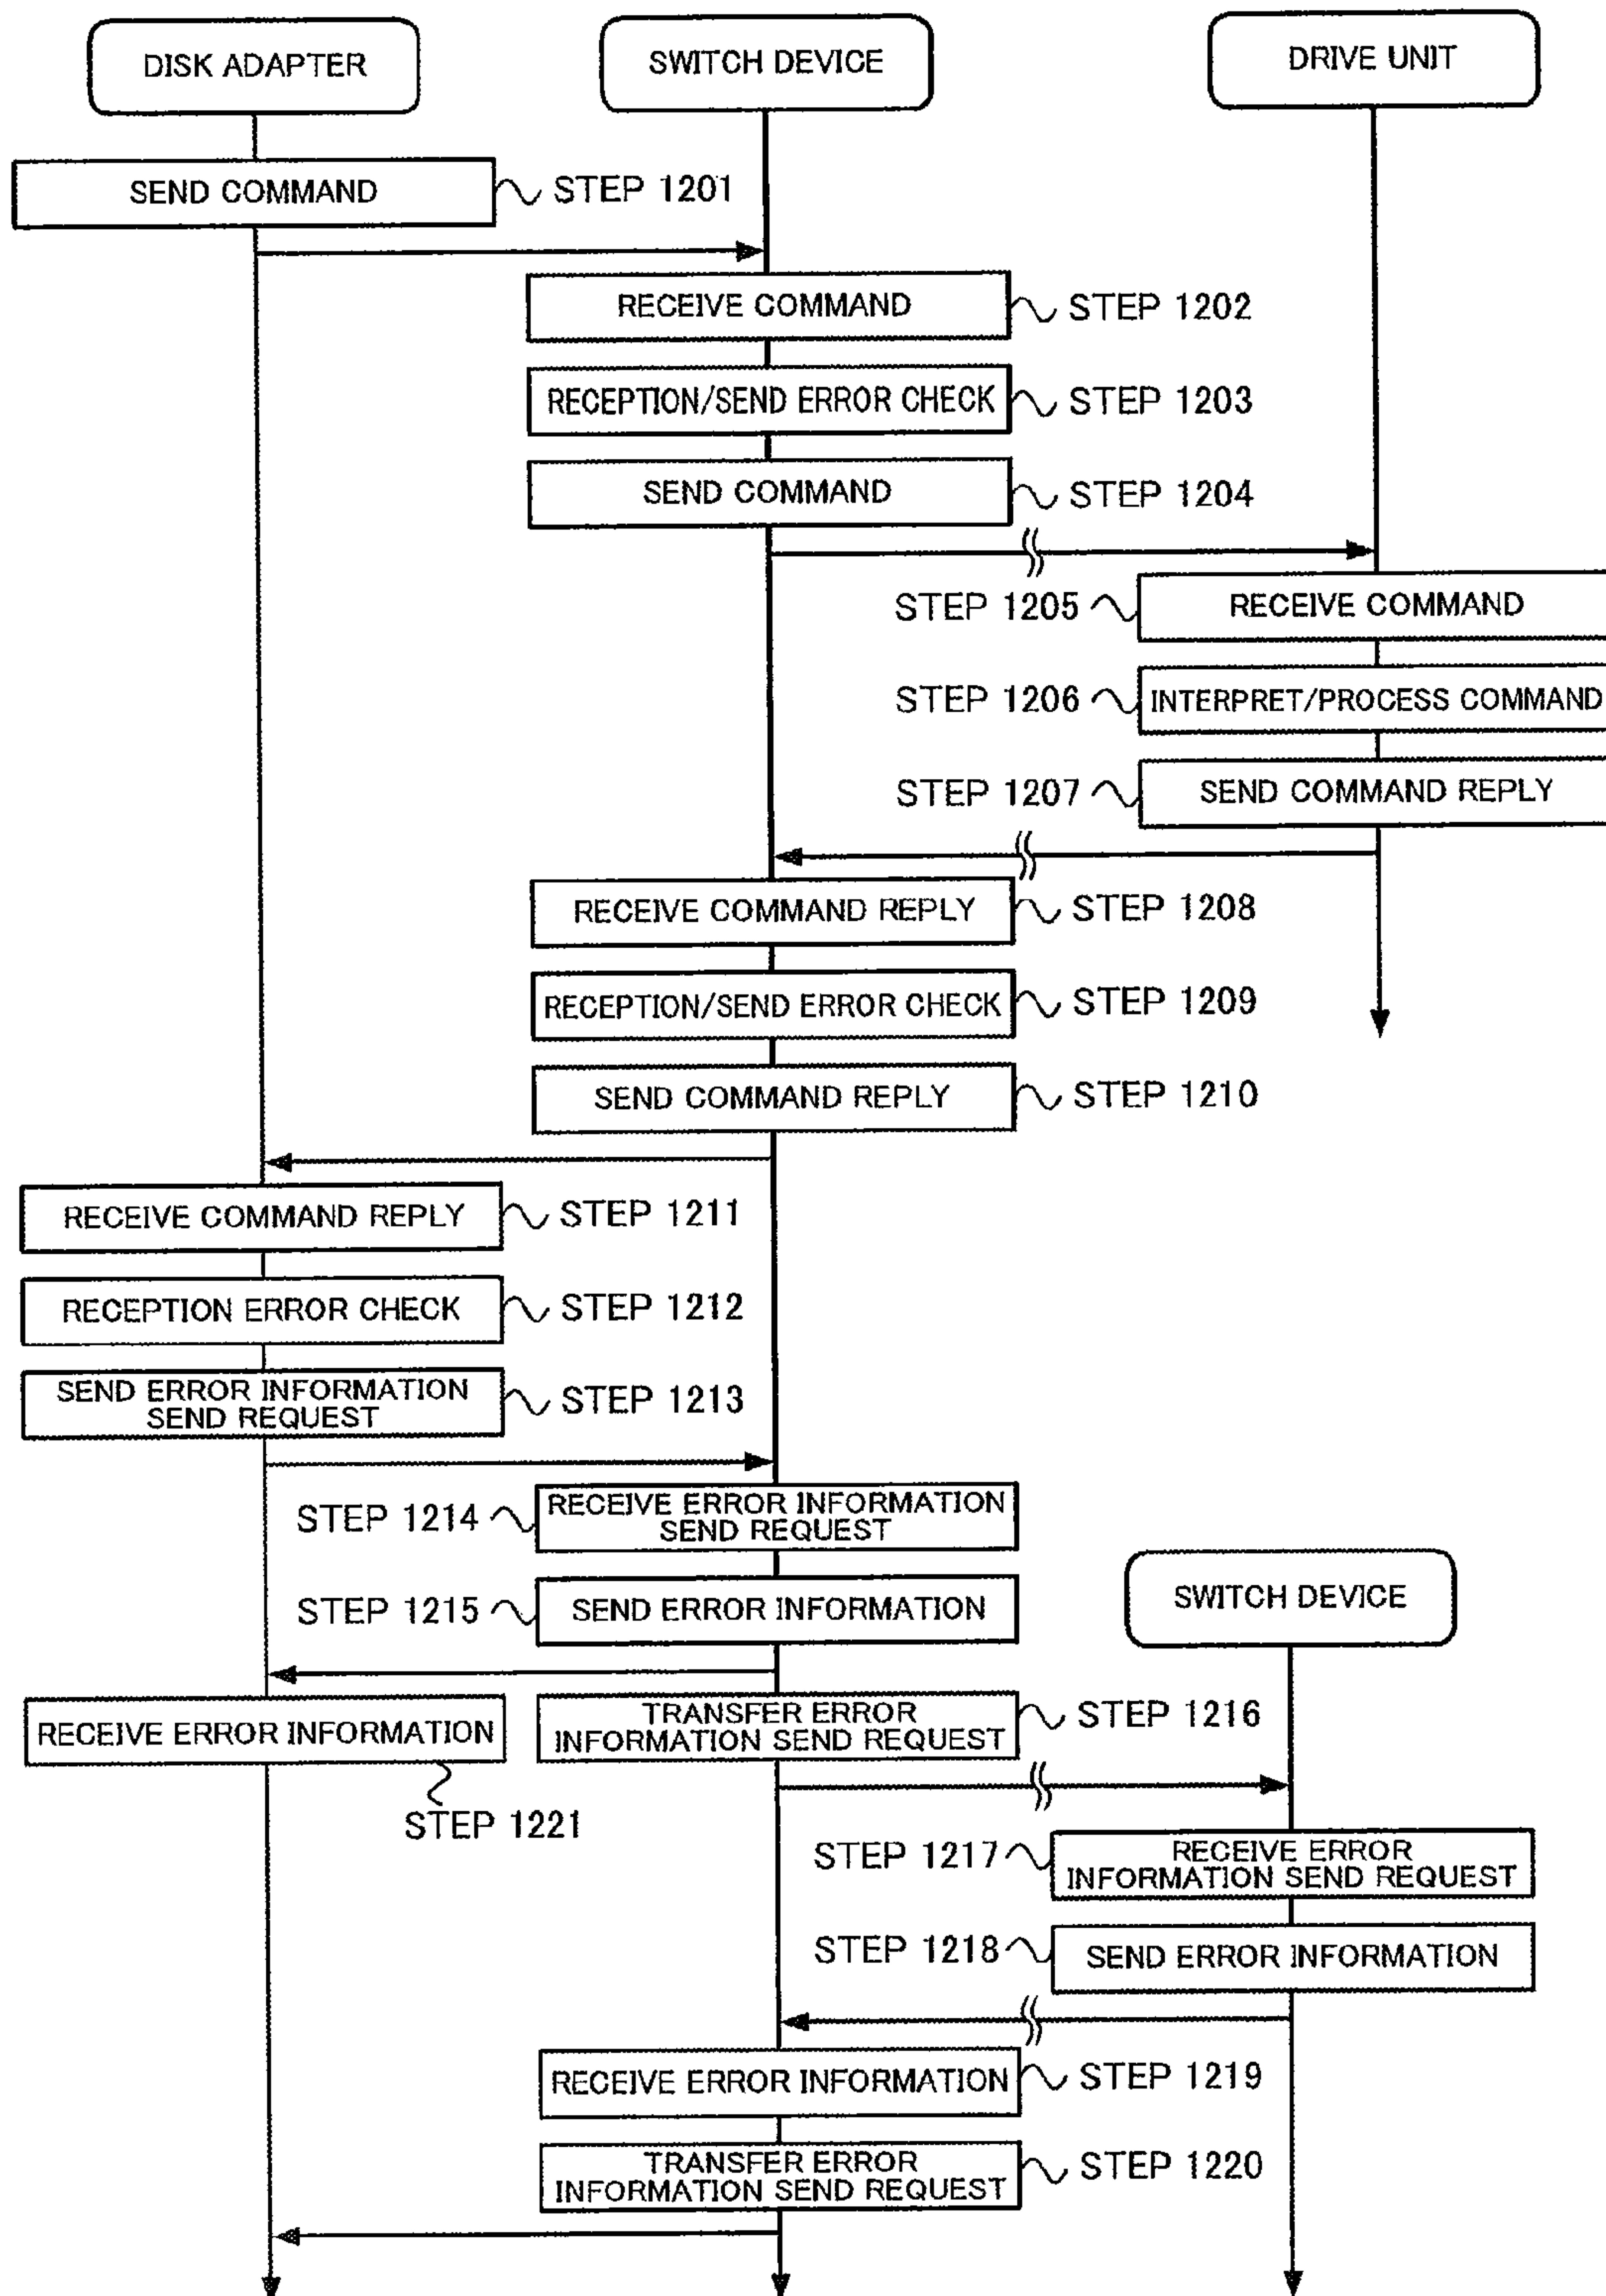 DISK ADAPTER
SWITCH DEVICE
DRIVE UNIT
SEND COMMAND
STEP 1201
RECEIVE COMMAND
STEP 1202
RECEPTION/SEND ERROR CHECK
STEP 1203
SEND COMMAND
STEP 1204
STEP 1205
RECEIVE COMMAND
STEP 1206
INTERPRET/PROCESS COMMAND
STEP 1207
SEND COMMAND REPLY
RECEIVE COMMAND REPLY
STEP 1208
RECEPTION/SEND ERROR CHECK
STEP 1209
SEND COMMAND REPLY
STEP 1210
RECEIVE COMMAND REPLY
STEP 1211
RECEPTION ERROR CHECK
STEP 1212
SEND ERROR INFORMATION
SEND REQUEST
STEP 1213
STEP 1214
RECEIVE ERROR INFORMATION
SEND REQUEST
STEP 1215
SEND ERROR INFORMATION
SWITCH DEVICE
RECEIVE ERROR INFORMATION
STEP 1221
TRANSFER ERROR
INFORMATION SEND REQUEST
STEP 1216
STEP 1217
RECEIVE ERROR
INFORMATION SEND REQUEST
STEP 1218
SEND ERROR INFORMATION
RECEIVE ERROR INFORMATION
STEP 1219
TRANSFER ERROR
INFORMATION SEND REQUEST
STEP 1220